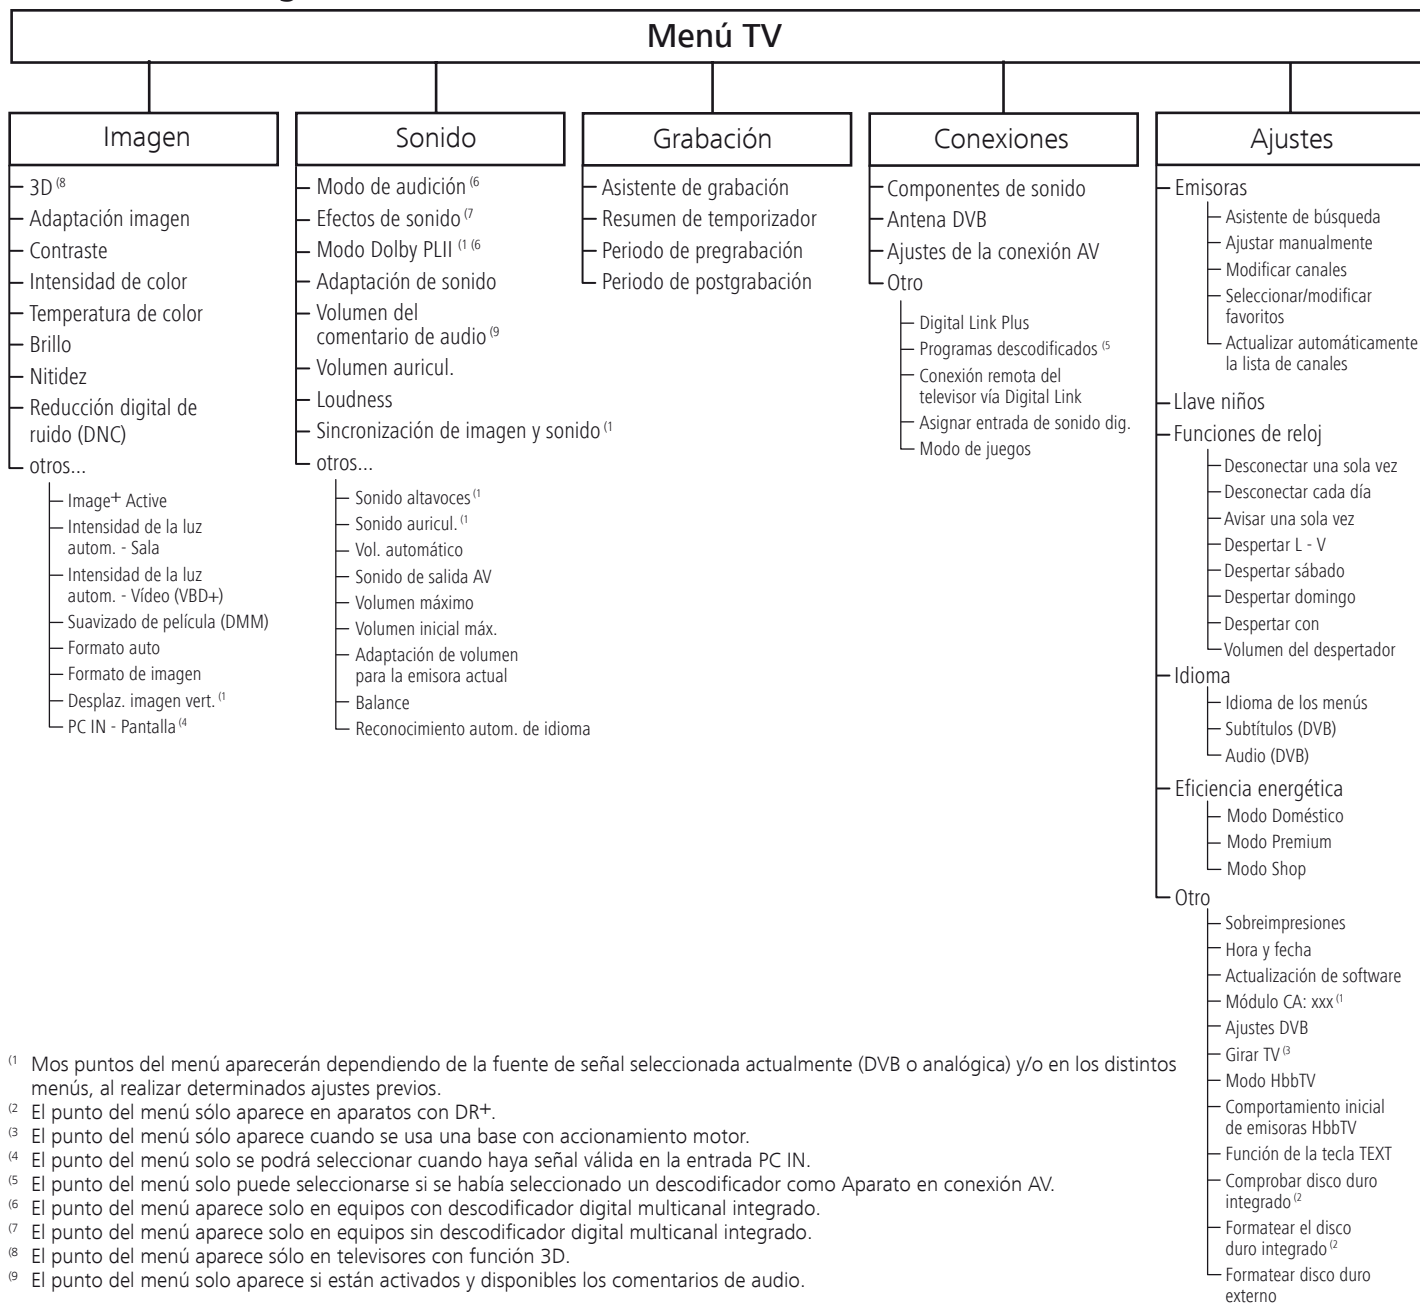 Menú TV
Imagen
3D (8
Adaptación imagen
Contraste
Intensidad de color
Temperatura de color
Brillo
Nitidez
Reducción digital de
ruido (DNC)
otros...
Image+ Active
Intensidad de la luz
autom. - Sala
Intensidad de la luz
autom. - Vídeo (VBD+)
Suavizado de película (DMM)
Formato auto
Formato de imagen
Desplaz. imagen vert. (1
PC IN - Pantalla (4
Sonido
Modo de audición (6
Efectos de sonido (7
Modo Dolby PLII (1 (6
Adaptación de sonido
Volumen del
comentario de audio (9
Volumen auricul.
Loudness
Sincronización de imagen y sonido (1
otros...
Sonido altavoces (1
Sonido auricul. (1
Vol. automático
Sonido de salida AV
Volumen máximo
Volumen inicial máx.
Adaptación de volumen
para la emisora actual
Balance
Reconocimiento autom. de idioma
Grabación
Asistente de grabación
Resumen de temporizador
Periodo de pregrabación
Periodo de postgrabación
Conexiones
Componentes de sonido
Antena DVB
Ajustes de la conexión AV
Otro
Digital Link Plus
Programas descodificados (5
Conexión remota del
televisor vía Digital Link
Asignar entrada de sonido dig.
Modo de juegos
Ajustes
Emisoras
Asistente de búsqueda
Ajustar manualmente
Modificar canales
Seleccionar/modificar
favoritos
Actualizar automáticamente
la lista de canales
Llave niños
Funciones de reloj
Desconectar una sola vez
Desconectar cada día
Avisar una sola vez
Despertar L - V
Despertar sábado
Despertar domingo
Despertar con
Volumen del despertador
Idioma
Idioma de los menús
Subtítulos (DVB)
Audio (DVB)
Eficiencia energética
Modo Doméstico
Modo Premium
Modo Shop
Otro
Sobreimpresiones
Hora y fecha
Actualización de software
Módulo CA: xxx (1
Ajustes DVB
Girar TV (3
Modo HbbTV
Comportamiento inicial
de emisoras HbbTV
Función de la tecla TEXT
Comprobar disco duro
integrado (2
Formatear el disco
duro integrado (2
Formatear disco duro
externo
(1 Mos puntos del menú aparecerán dependiendo de la fuente de señal seleccionada actualmente (DVB o analógica) y/o en los distintos
menús, al realizar determinados ajustes previos.
(2 El punto del menú sólo aparece en aparatos con DR+.
(3 El punto del menú sólo aparece cuando se usa una base con accionamiento motor.
(4 El punto del menú solo se podrá seleccionar cuando haya señal válida en la entrada PC IN.
(5 El punto del menú solo puede seleccionarse si se había seleccionado un descodificador como Aparato en conexión AV.
(6 El punto del menú aparece solo en equipos con descodificador digital multicanal integrado.
(7 El punto del menú aparece solo en equipos sin descodificador digital multicanal integrado.
(8 El punto del menú aparece sólo en televisores con función 3D.
(9 El punto del menú solo aparece si están activados y disponibles los comentarios de audio.